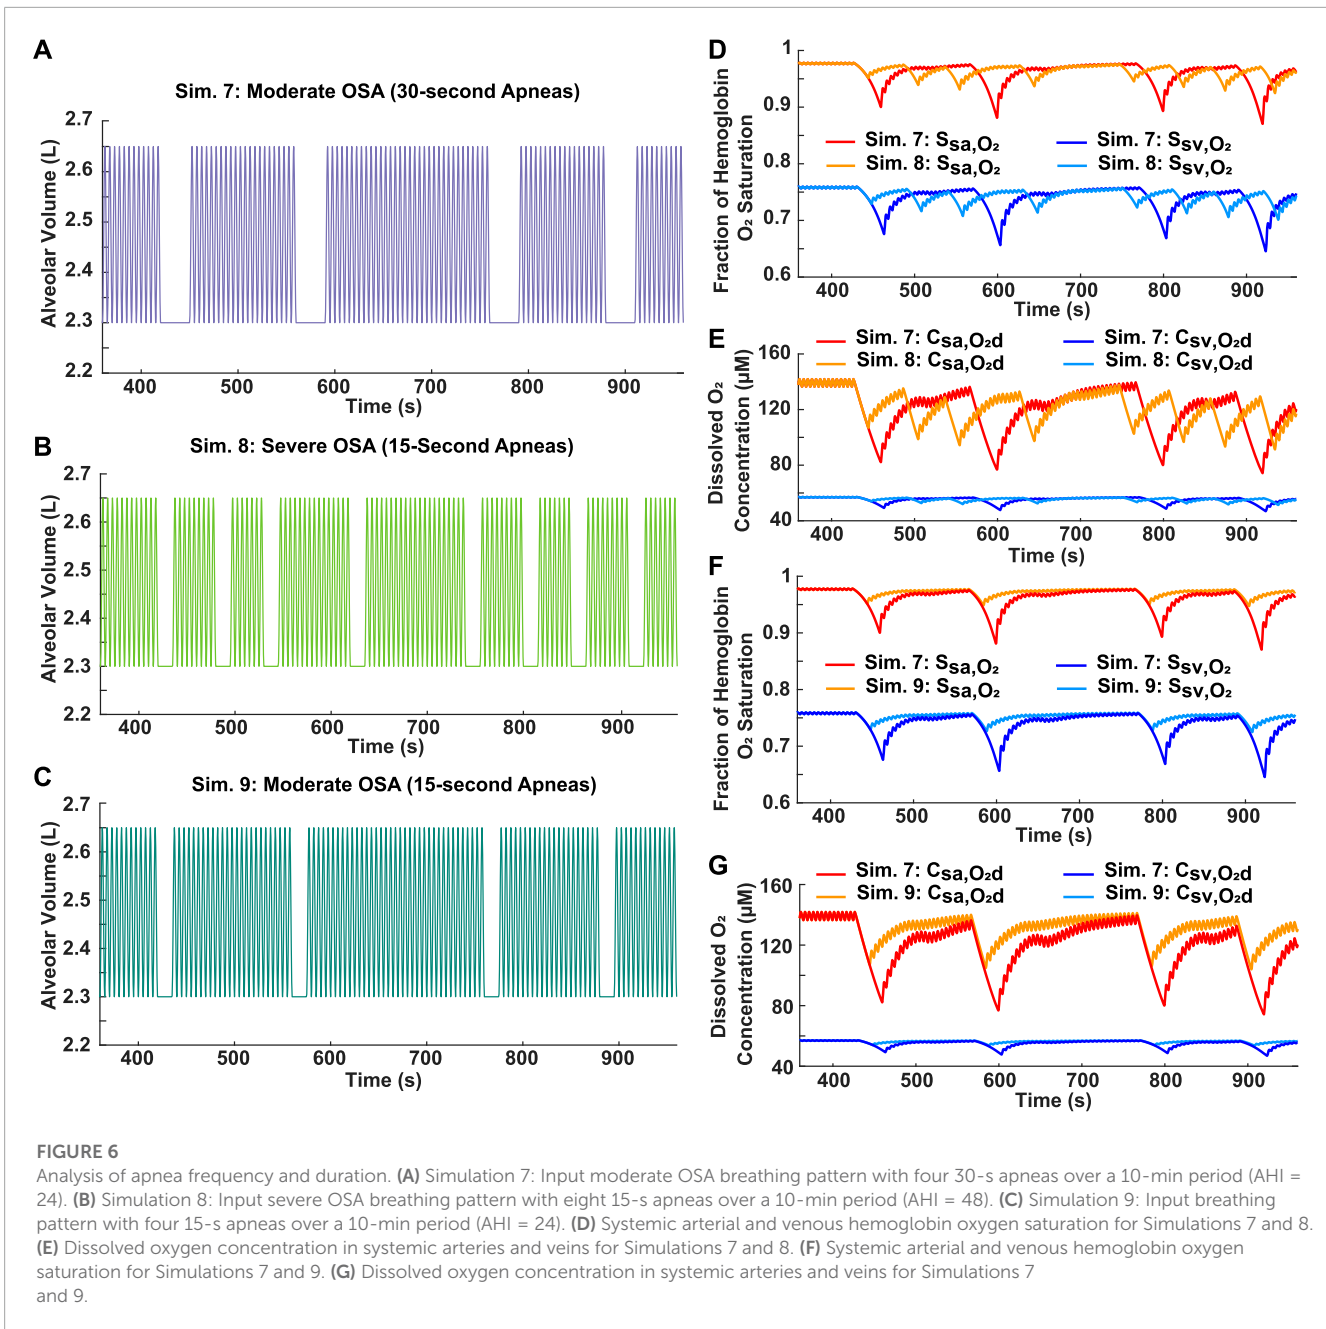 A
Sim. 7: Moderate OSA (30-second Apneas)
2.7
2.6
2.5
2.4
2.3
2.2
Alveolar Volume (L)
400 500 600 700 800 900
Time (s)
B
Sim. 8: Severe OSA (15-Second Apneas)
2.7
2.6
2.5
2.4
2.3
2.2
Alveolar Volume (L)
400 500 600 700 800 900
Time (s)
C
Sim. 9: Moderate OSA (15-second Apneas)
2.7
2.6
2.5
2.4
2.3
2.2
Alveolar Volume (L)
400 500 600 700 800 900
Time (s)
D
1
0.9
0.8
0.7
0.6
Fraction of Hemoglobin
O₂ Saturation
Sim. 7: Ssa,O₂ Sim. 7: Ssv,O₂
Sim. 8: Ssa,O₂ Sim. 8: Ssv,O₂
400 500 600 700 800 900
Time (s)
E
Sim. 7: Csa,O₂d Sim. 7: Csv,O₂d
Sim. 8: Csa,O₂d Sim. 8: Csv,O₂d
160
120
80
40
Dissolved O₂
Concentration (µM)
400 500 600 700 800 900
Time (s)
F
1
0.9
0.8
0.7
0.6
Fraction of Hemoglobin
O₂ Saturation
Sim. 7: Ssa,O₂ Sim. 7: Ssv,O₂
Sim. 9: Ssa,O₂ Sim. 9: Ssv,O₂
400 500 600 700 800 900
Time (s)
G
Sim. 7: Csa,O₂d Sim. 7: Csv,O₂d
Sim. 9: Csa,O₂d Sim. 9: Csv,O₂d
160
120
80
40
Dissolved O₂
Concentration (µM)
400 500 600 700 800 900
Time (s)
FIGURE 6
Analysis of apnea frequency and duration. (A) Simulation 7: Input moderate OSA breathing pattern with four 30-s apneas over a 10-min period (AHI =
24). (B) Simulation 8: Input severe OSA breathing pattern with eight 15-s apneas over a 10-min period (AHI = 48). (C) Simulation 9: Input breathing
pattern with four 15-s apneas over a 10-min period (AHI = 24). (D) Systemic arterial and venous hemoglobin oxygen saturation for Simulations 7 and 8.
(E) Dissolved oxygen concentration in systemic arteries and veins for Simulations 7 and 8. (F) Systemic arterial and venous hemoglobin oxygen
saturation for Simulations 7 and 9. (G) Dissolved oxygen concentration in systemic arteries and veins for Simulations 7
and 9.